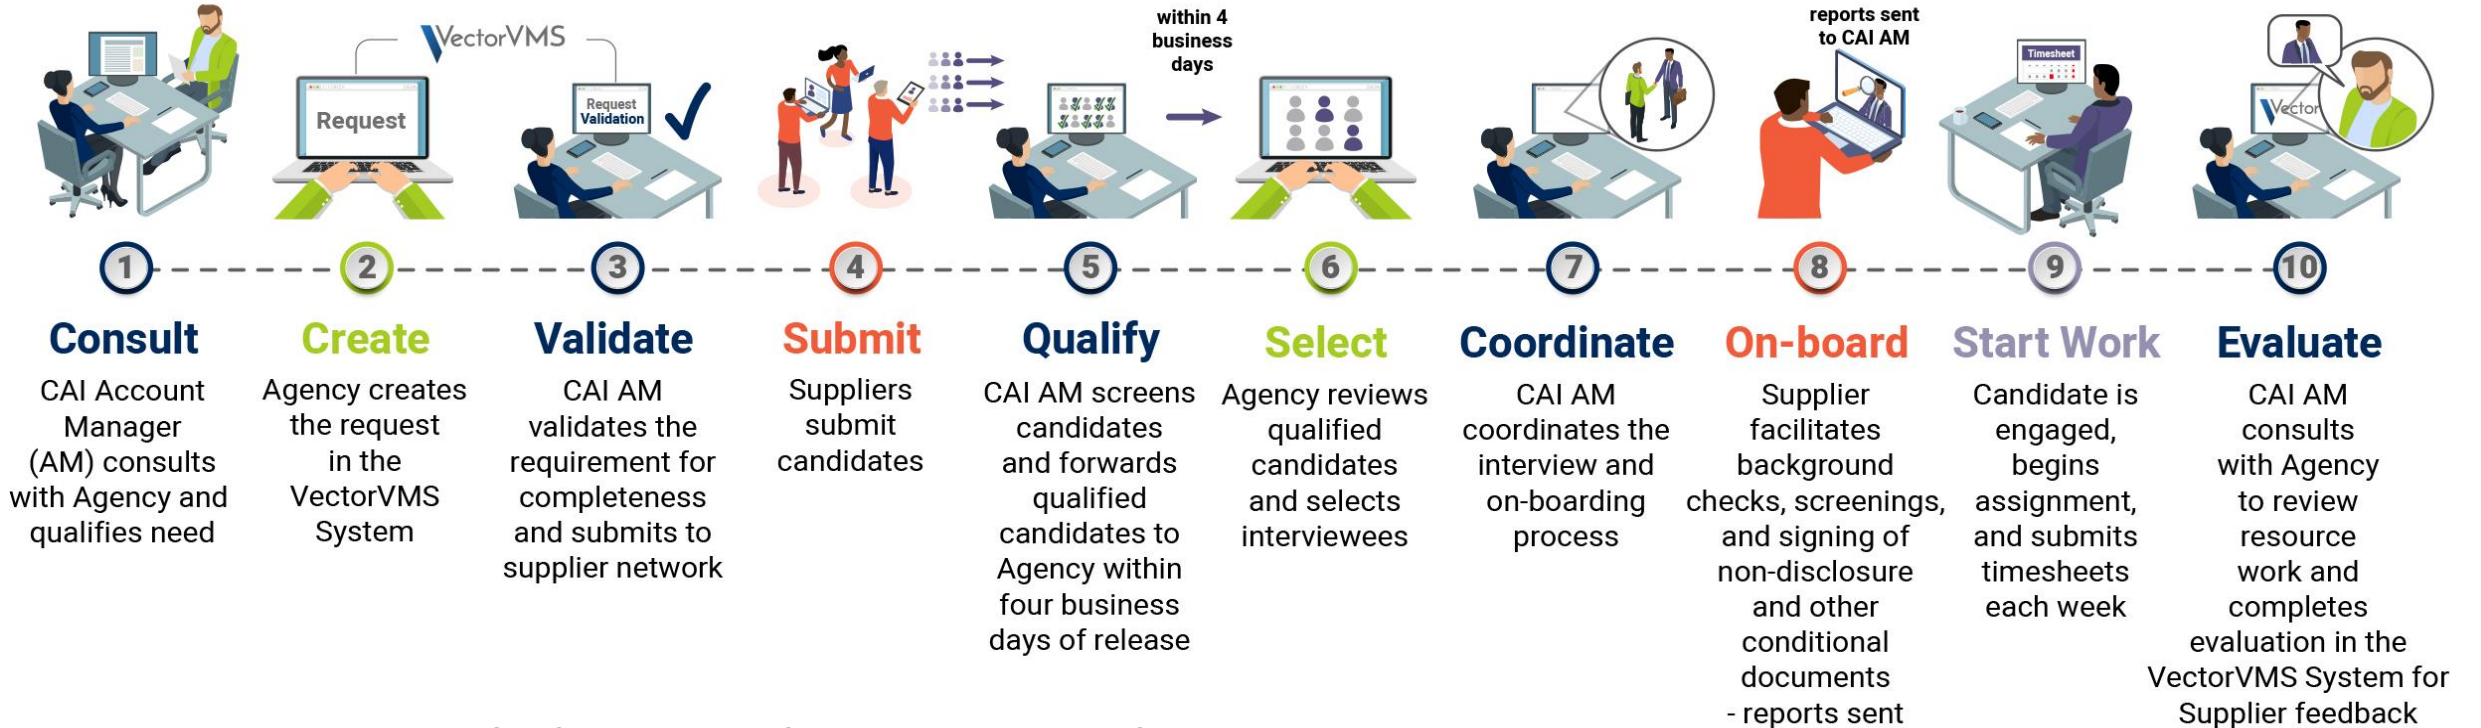 VectorVMS
Request
Request
Validation
within 4
business
days
reports sent
to CAI AM
Timesheet
Vector
1
2
3
4
5
6
7
8
9
10
Consult
CAI Account
Manager
(AM) consults
with Agency and
qualifies need
Create
Agency creates
the request
in the
VectorVMS
System
Validate
CAI AM
validates the
requirement for
completeness
and submits to
supplier network
Submit
Suppliers
submit
candidates
Qualify
CAI AM screens
candidates
and forwards
qualified
candidates to
Agency within
four business
days of release
Select
Agency reviews
qualified
candidates
and selects
interviewees
Coordinate
CAI AM
coordinates the
interview and
on-boarding
process
On-board
Supplier
facilitates
background
checks, screenings,
and signing of
non-disclosure
and other
conditional
documents
- reports sent
Start Work
Candidate is
engaged,
begins
assignment,
and submits
timesheets
each week
Evaluate
CAI AM
consults
with Agency
to review
resource
work and
completes
evaluation in the
VectorVMS System for
Supplier feedback